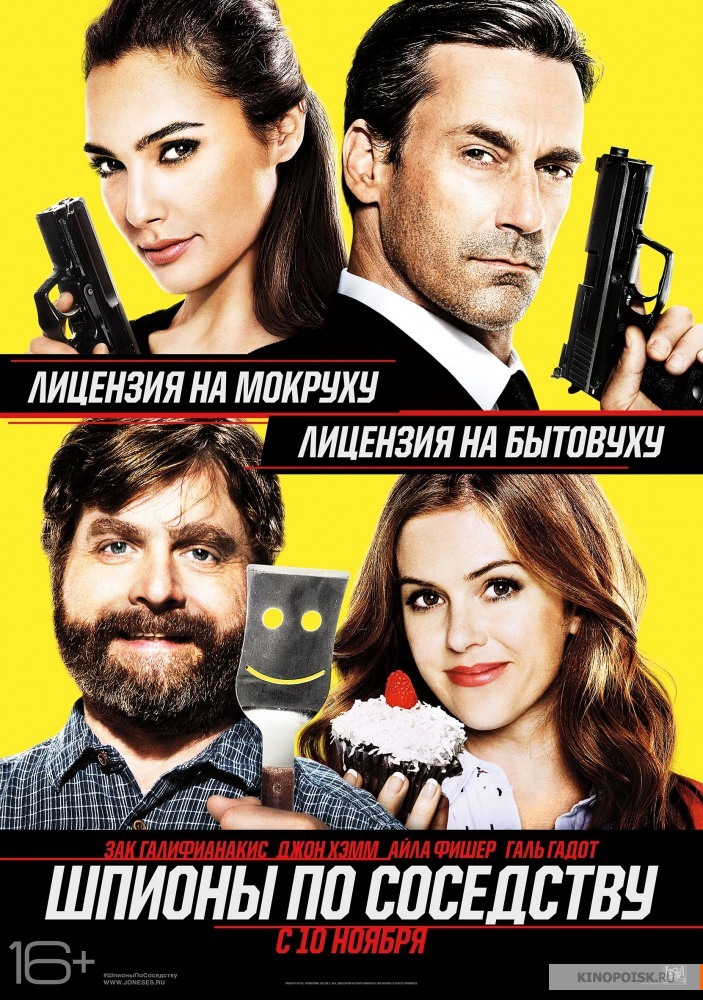 ЛИЦЕНЗИЯ НА МОКРУХУ
ЛИЦЕНЗИЯ НА БЫТОВУХУ
ЗАК ГАЛИФИАНАКИС ДЖОН ХЭММ АЙЛА ФИШЕР ГАЛЬ ГАДОТ
ШПИОНЫ ПО СОСЕДСТВУ
С 10 НОЯБРЯ
16+
#ШпионыПоСоседству
WWW.JONESES.RU
KINOPOISK.RU